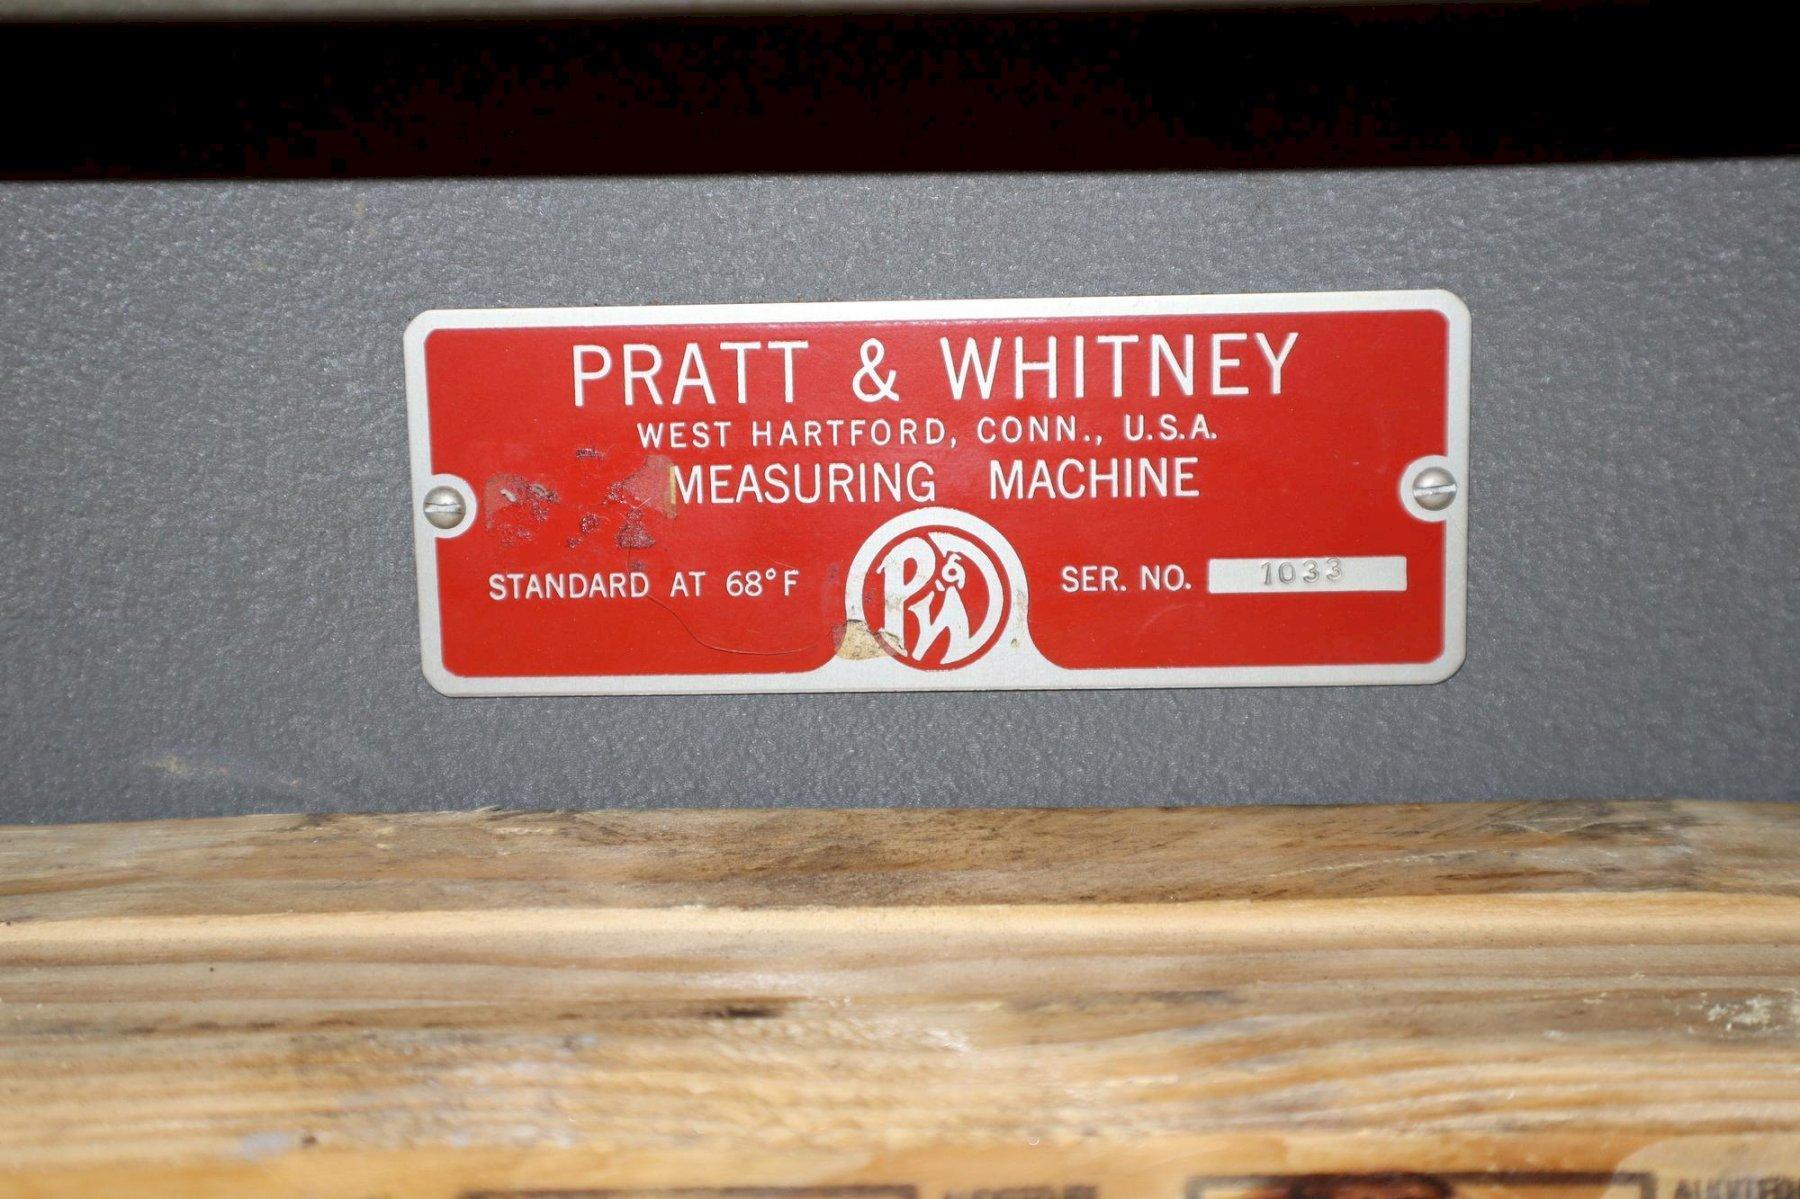 PRATT & WHITNEY
WEST HARTFORD, CONN., U.S.A.
MEASURING MACHINE
STANDARD AT 68°F
P&W
SER. NO. 1033